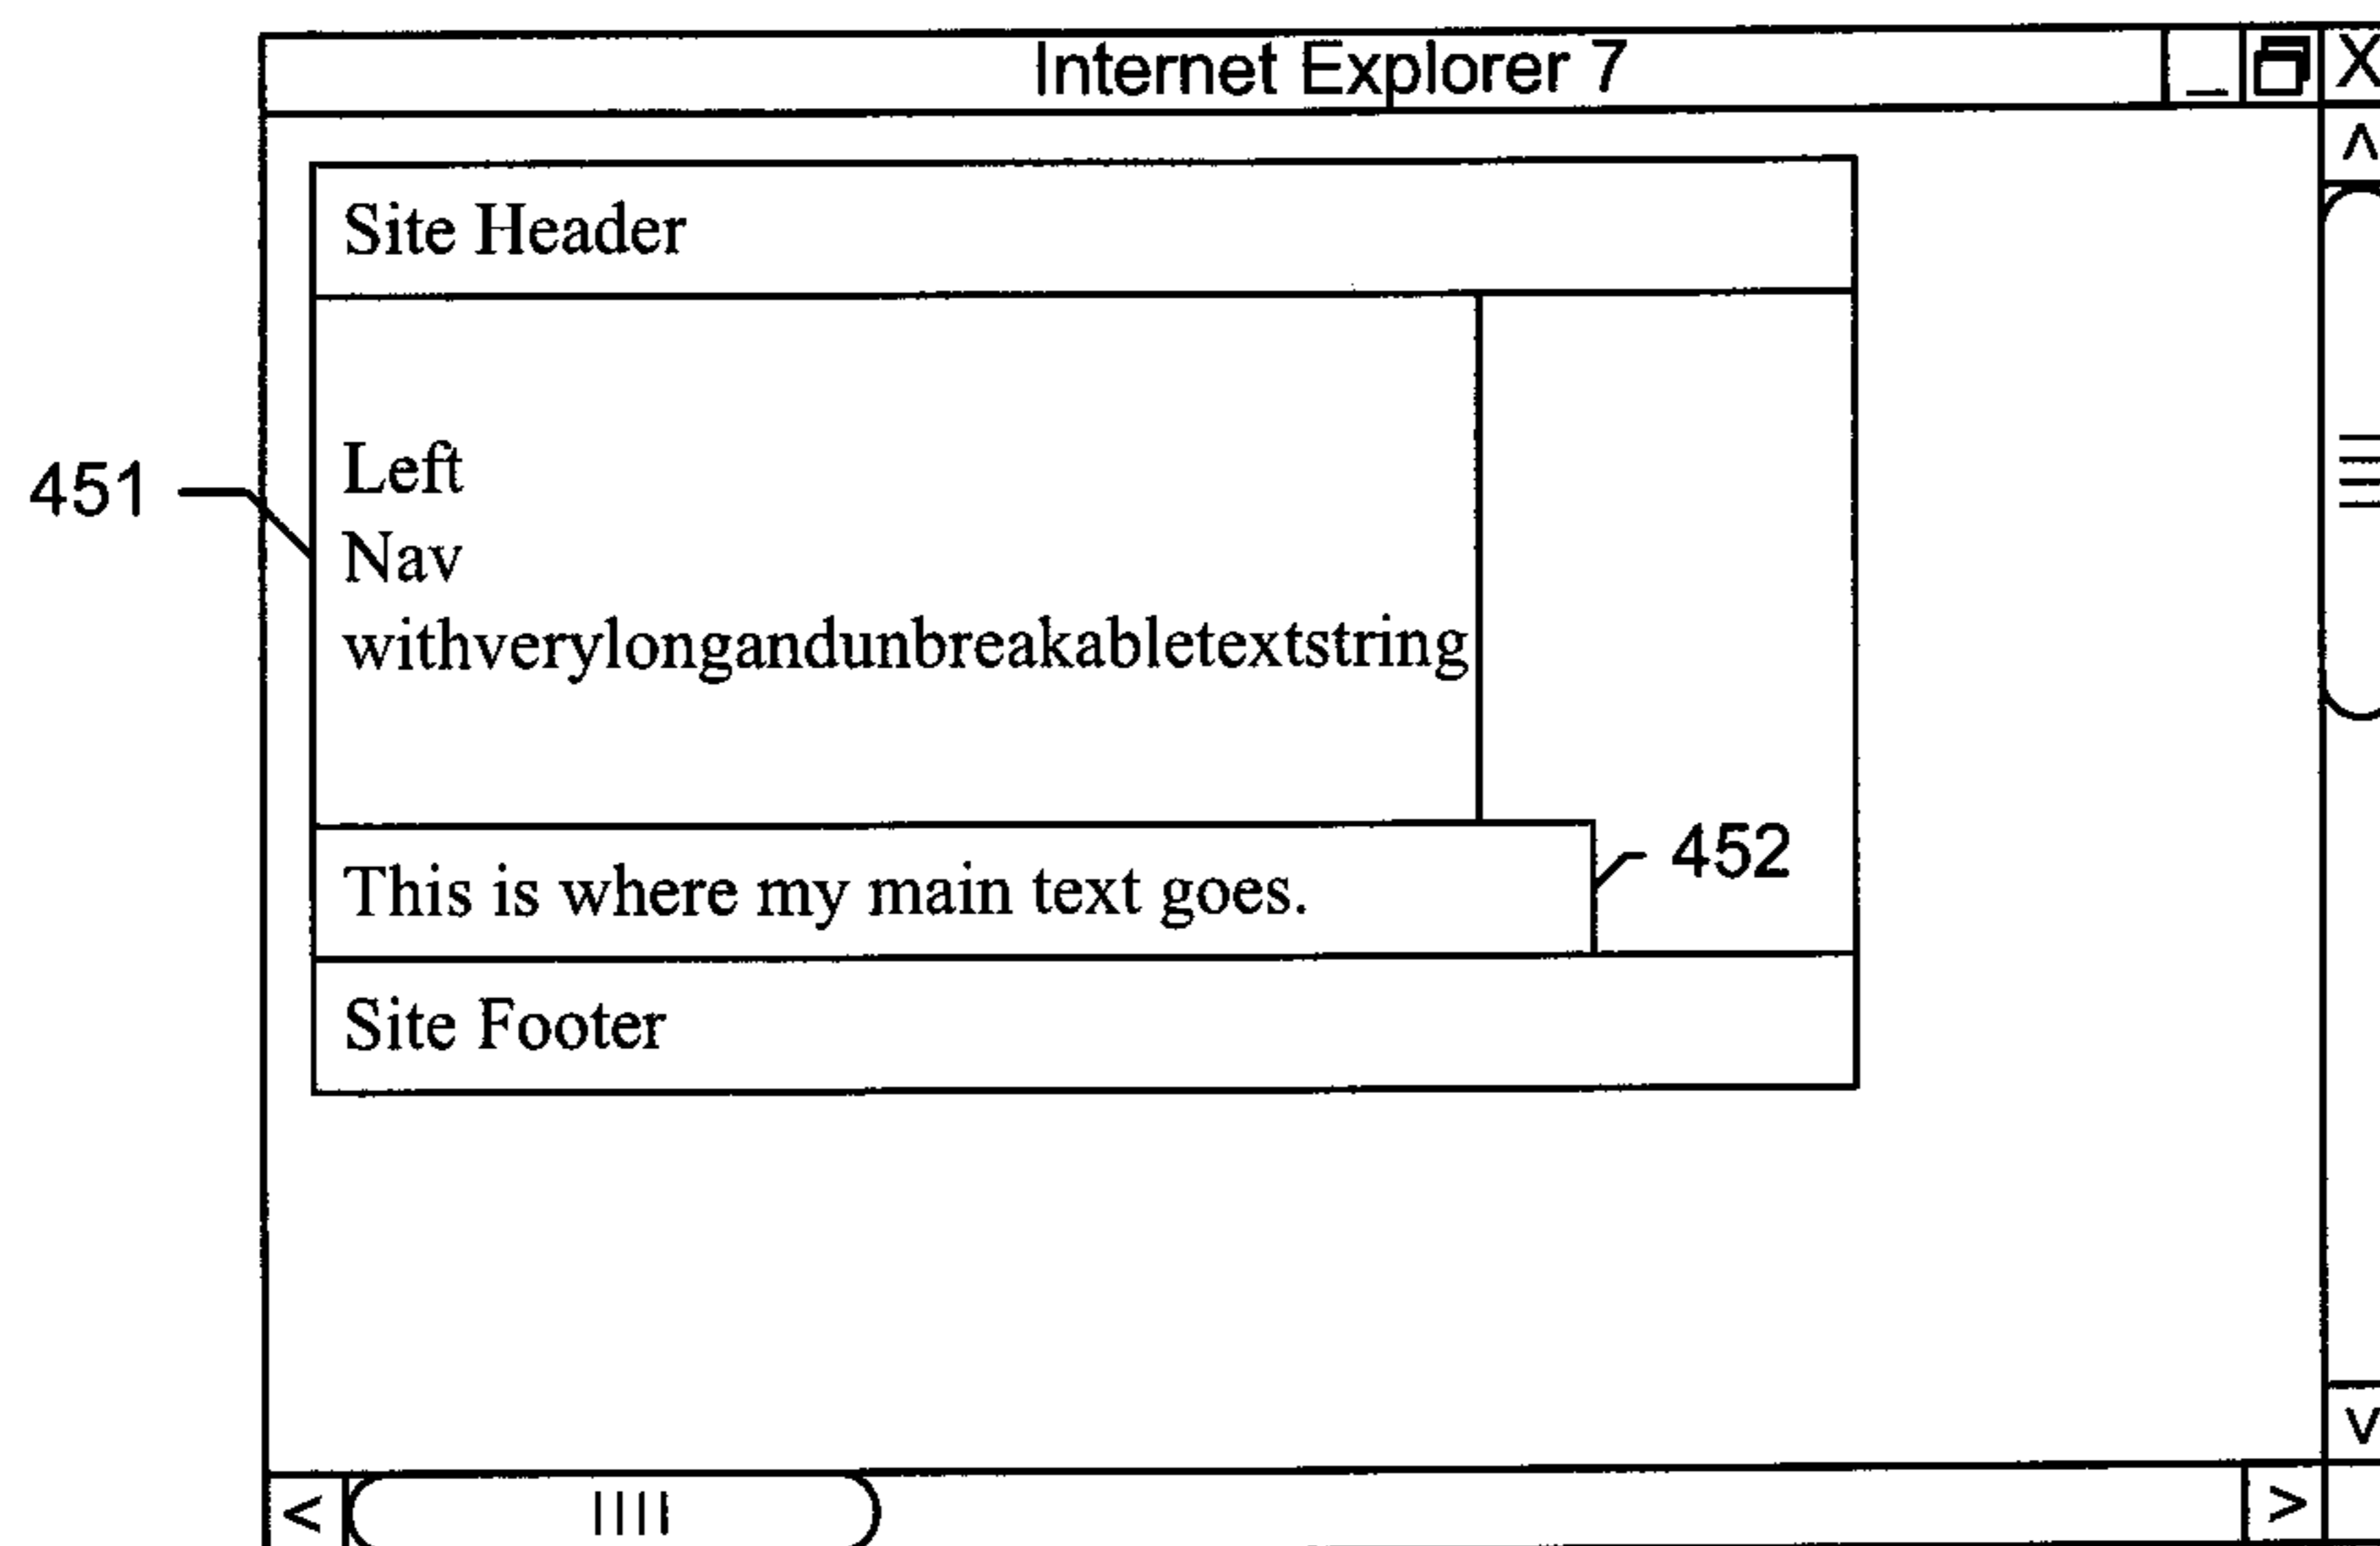 Internet Explorer 7 _ X
Site Header
451
Left
Nav
withverylongandunbreakabletextstring
This is where my main text goes.
452
Site Footer